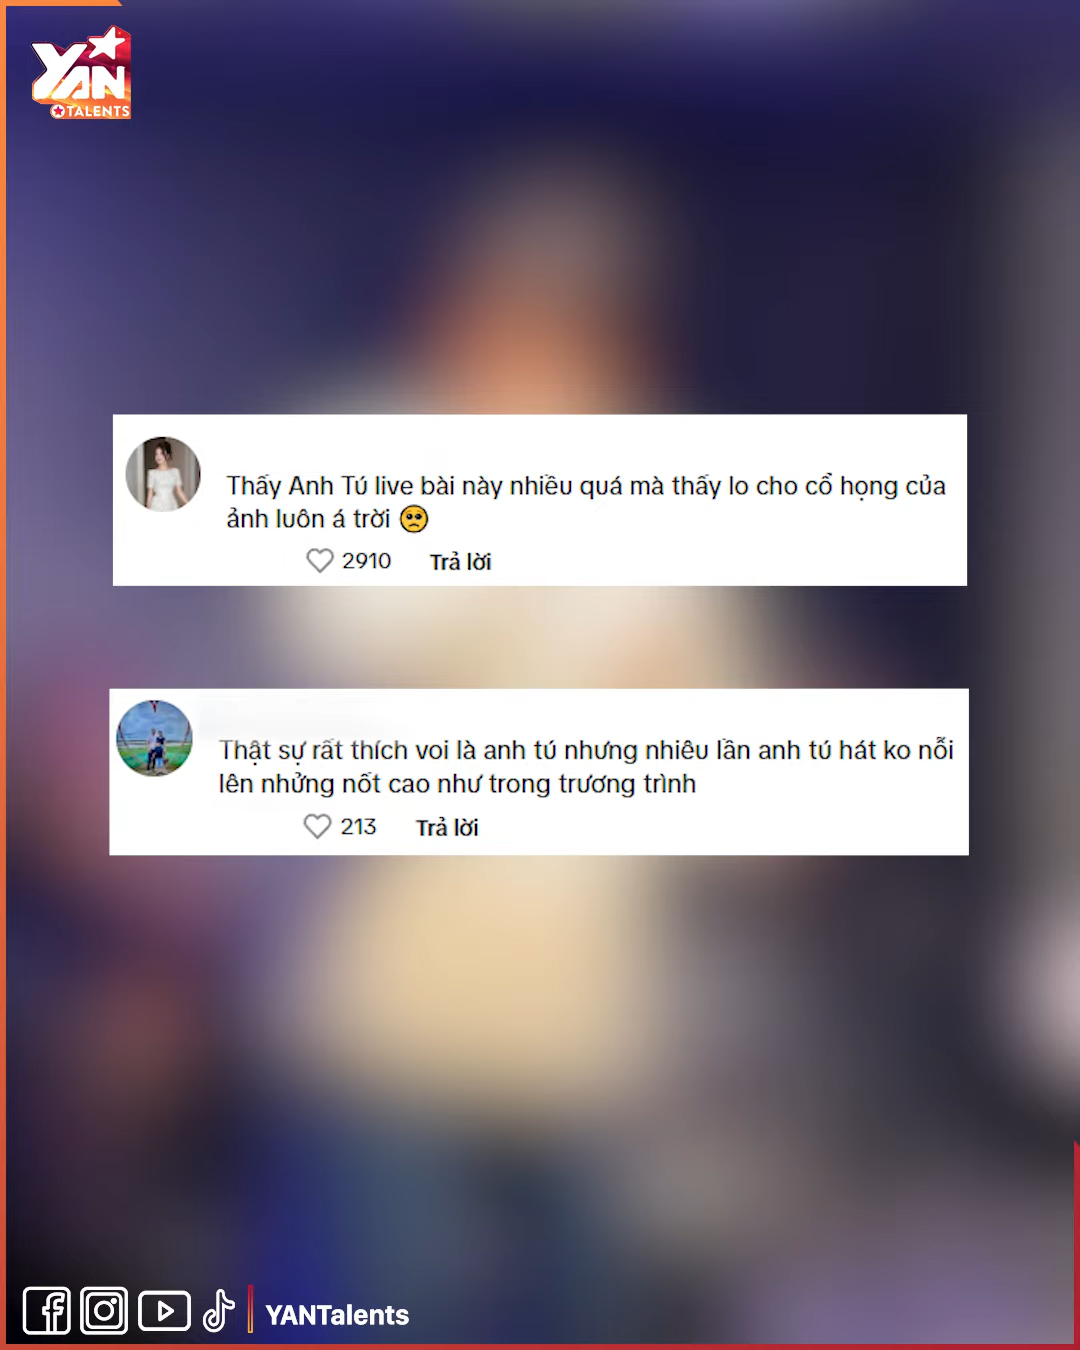 YAN
TALENTS
Thấy Anh Tú live bài này nhiều quá mà thấy lo cho cổ họng của
ảnh luôn á trời 🥺
2910 Trả lời
Thật sự rất thích voi là anh tú nhưng nhiêu lần anh tú hát ko nỗi
lên những nốt cao như trong trương trình
213 Trả lời
YANTalents